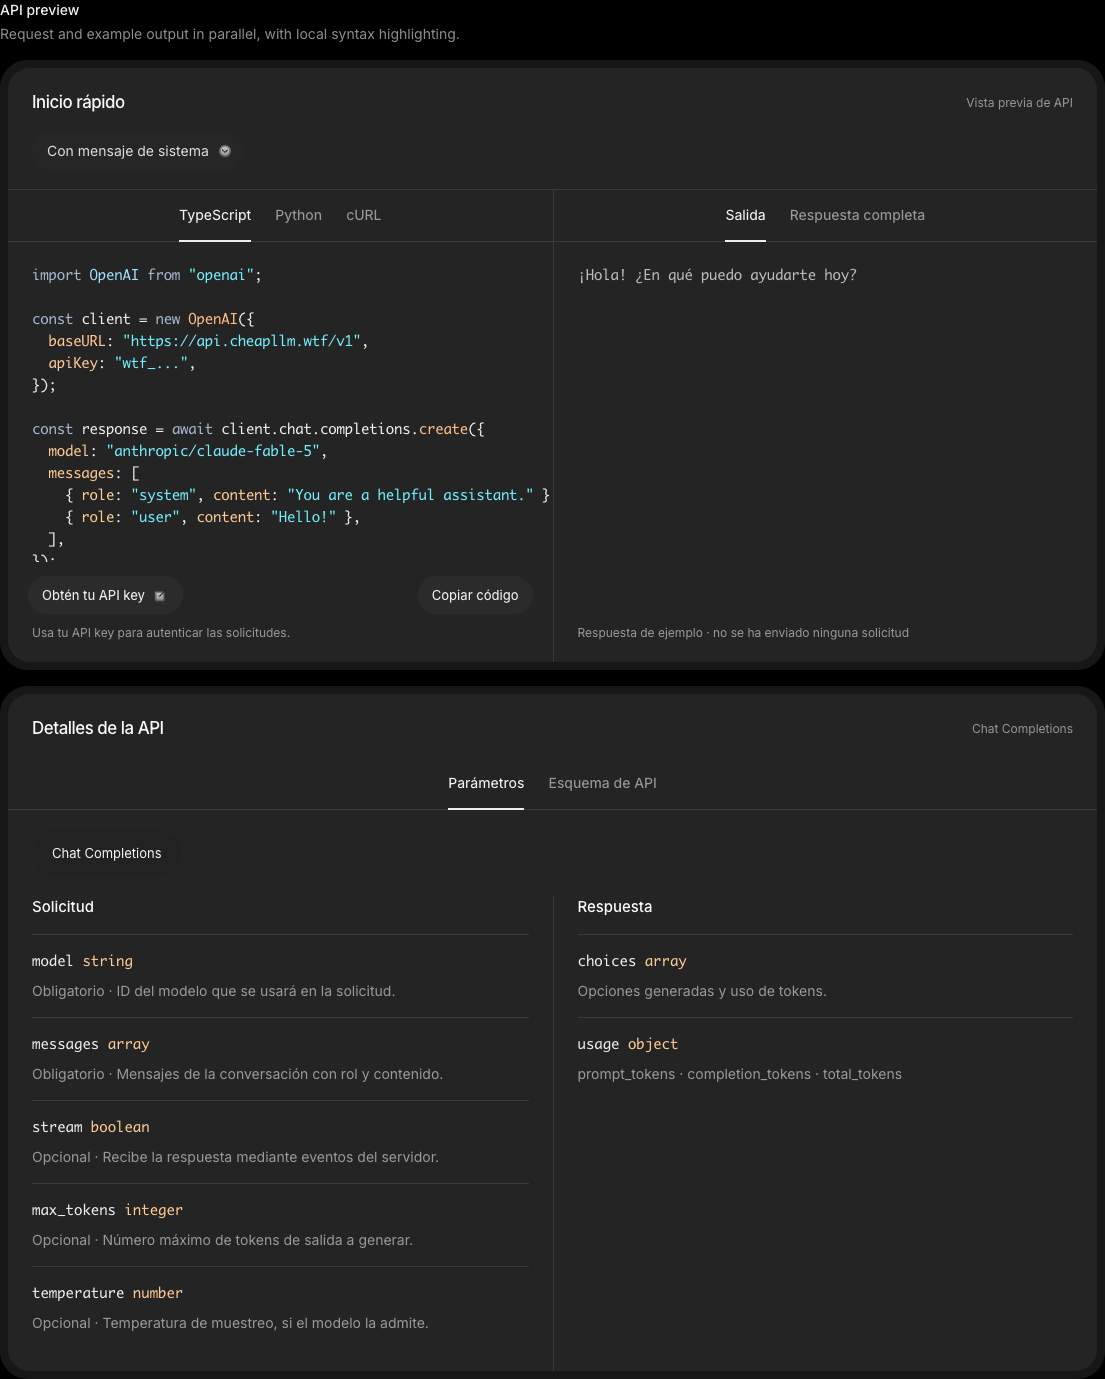 API preview
Request and example output in parallel, with local syntax highlighting.
Inicio rápido
Vista previa de API
Con mensaje de sistema
TypeScript Python cURL
import OpenAI from "openai";
const client = new OpenAI({
baseURL: "https://api.cheapllm.wtf/v1",
apiKey: "wtf_...",
});
const response = await client.chat.completions.create({
model: "anthropic/claude-fable-5",
messages: [
{ role: "system", content: "You are a helpful assistant." }
{ role: "user", content: "Hello!" },
],
});
Obtén tu API key
Copiar código
Usa tu API key para autenticar las solicitudes.
Salida Respuesta completa
¡Hola! ¿En qué puedo ayudarte hoy?
Respuesta de ejemplo · no se ha enviado ninguna solicitud
Detalles de la API
Chat Completions
Parámetros Esquema de API
Chat Completions
Solicitud
model string
Obligatorio · ID del modelo que se usará en la solicitud.
messages array
Obligatorio · Mensajes de la conversación con rol y contenido.
stream boolean
Opcional · Recibe la respuesta mediante eventos del servidor.
max_tokens integer
Opcional · Número máximo de tokens de salida a generar.
temperature number
Opcional · Temperatura de muestreo, si el modelo la admite.
Respuesta
choices array
Opciones generadas y uso de tokens.
usage object
prompt_tokens · completion_tokens · total_tokens